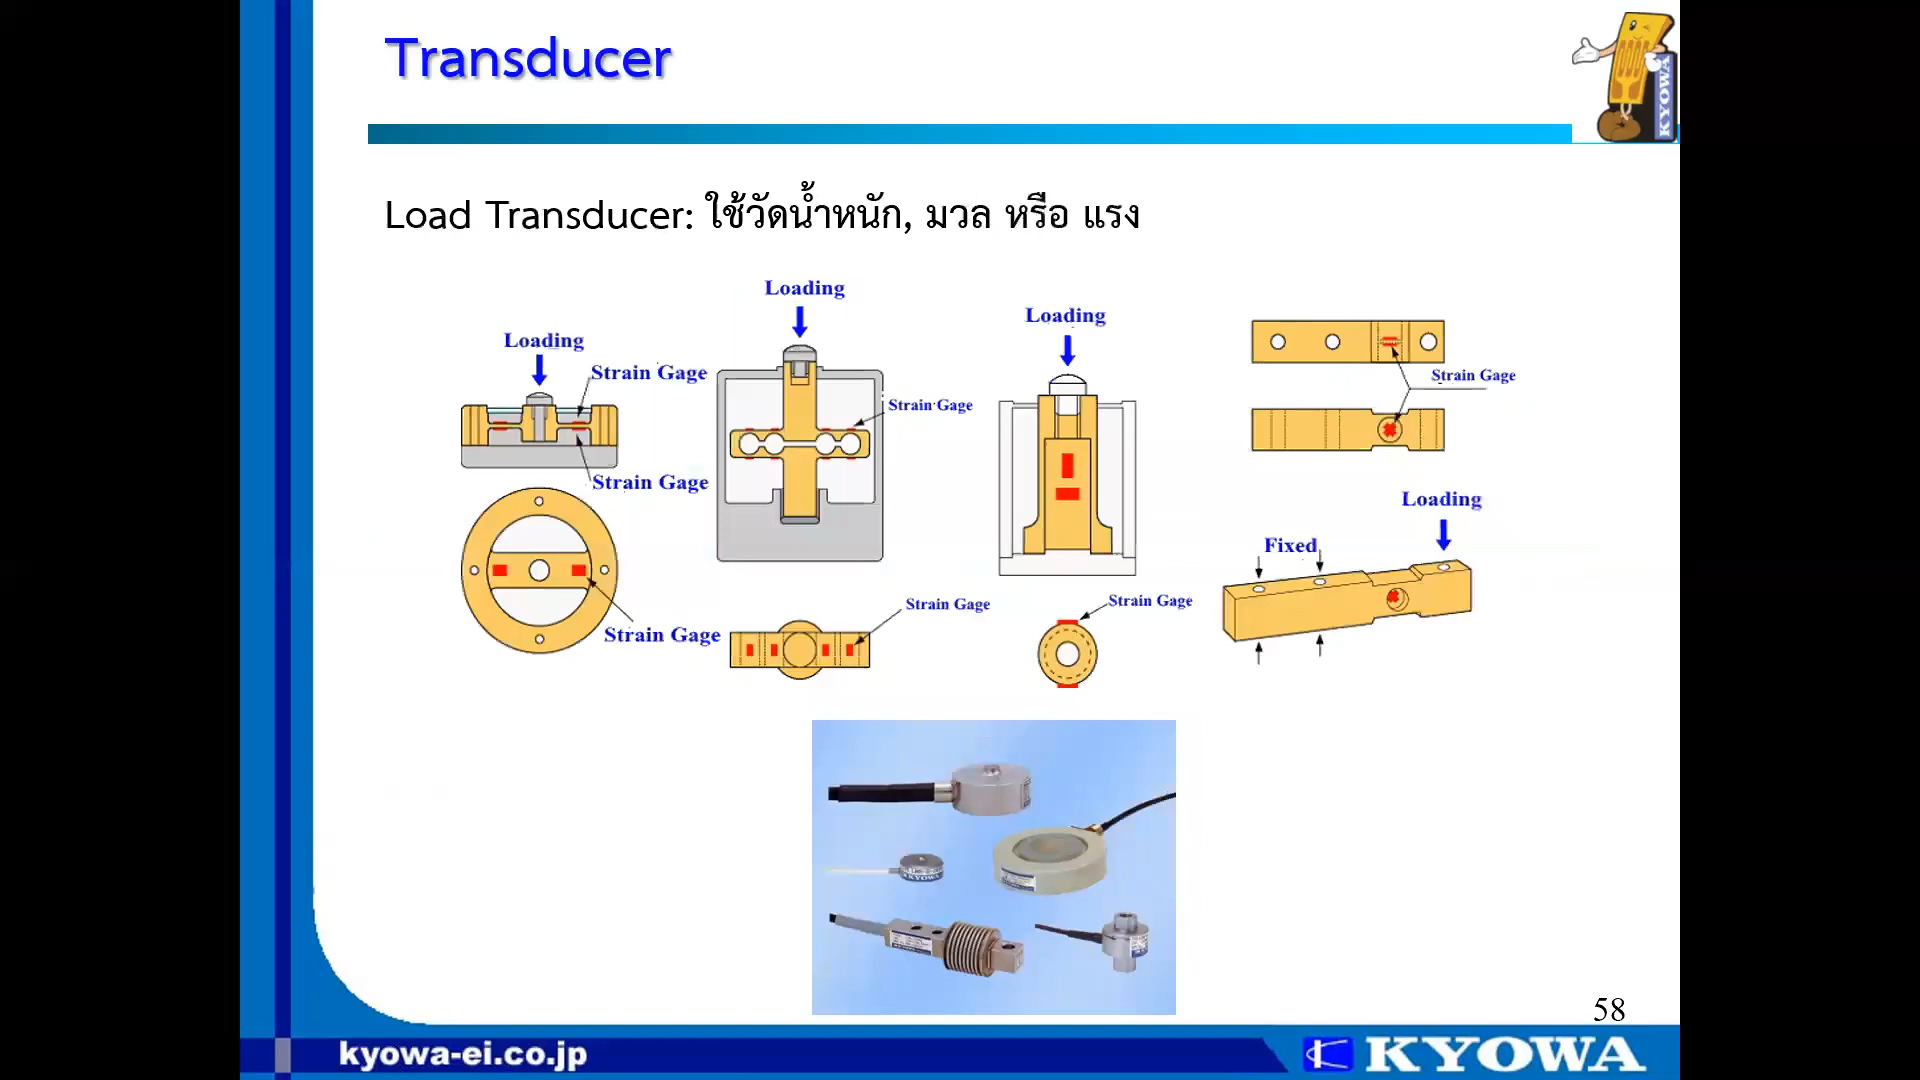 Transducer
KYOWA
Load Transducer: ใช้วัดน้ำหนัก, มวล หรือ แรง
Loading
Loading
Loading
Strain Gage
Strain Gage
Strain Gage
Strain Gage
Loading
Fixed
Strain Gage
Strain Gage
Strain Gage
KYOWA
58
kyowa-ei.co.jp
KYOWA